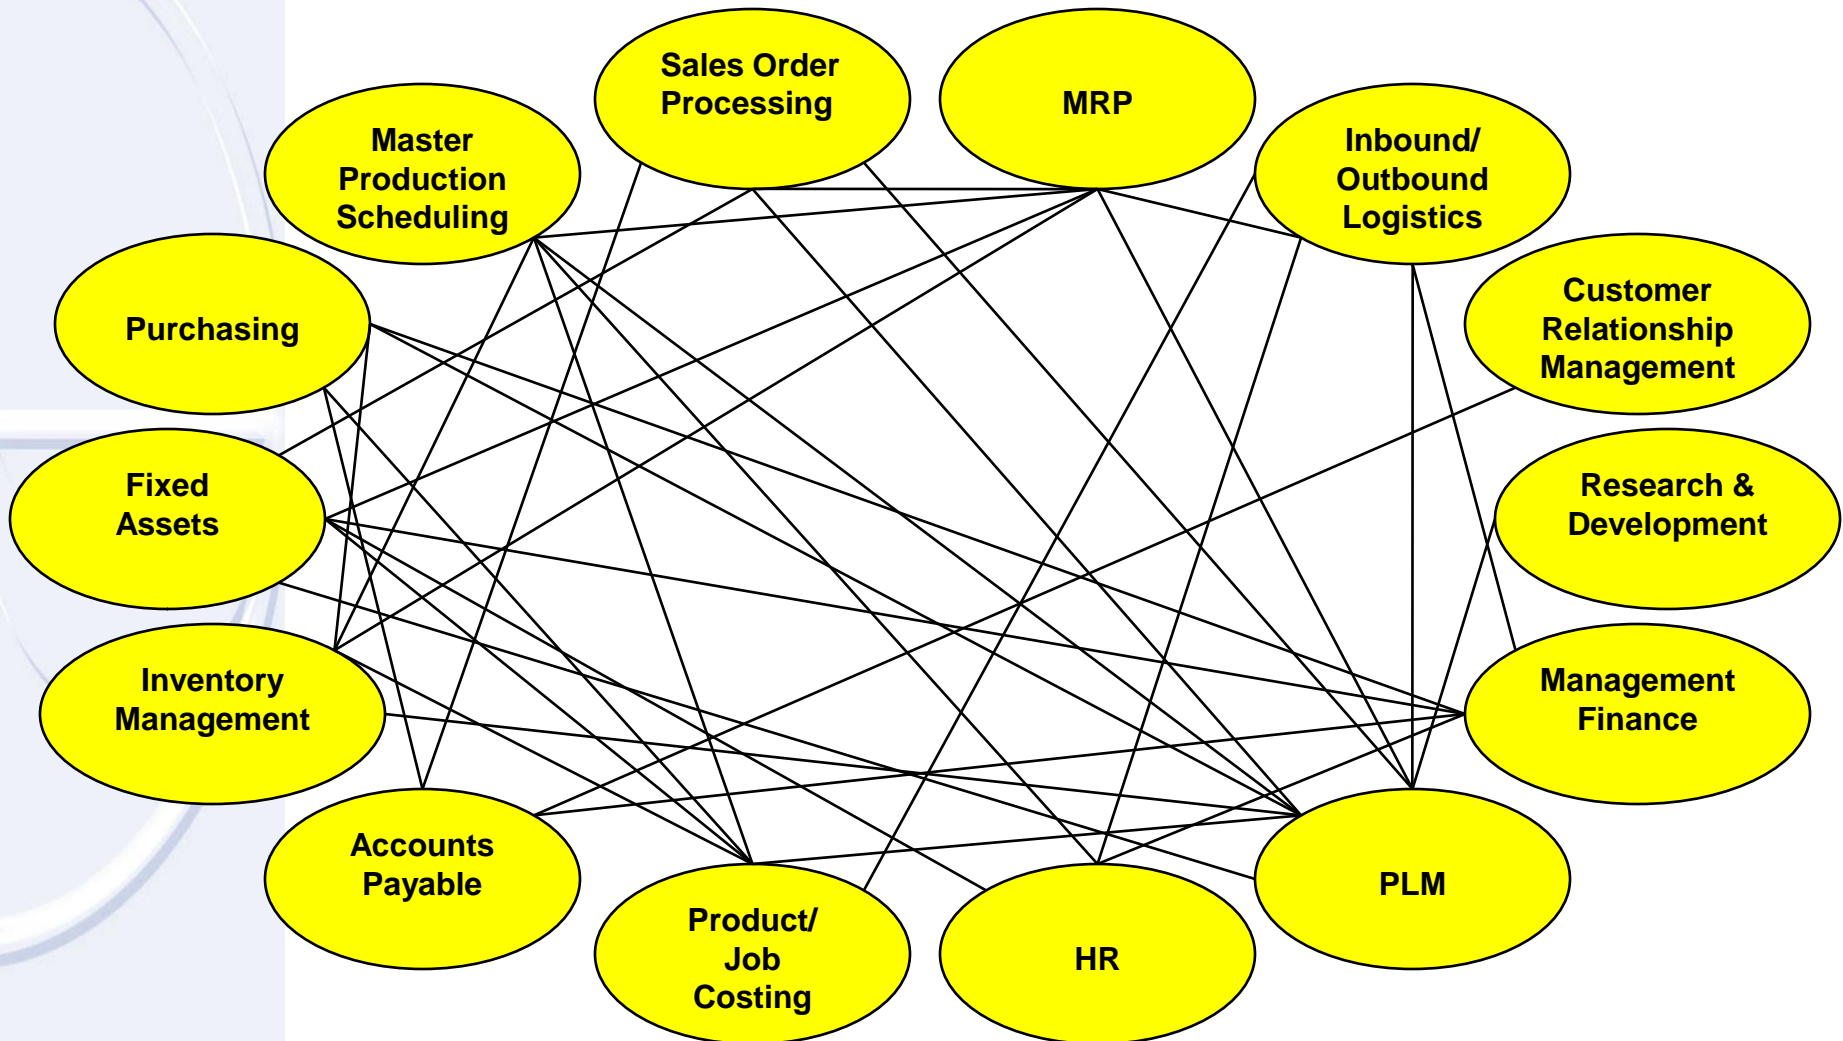 Sales Order
Processing
MRP
Master
Production
Scheduling
Inbound/
Outbound
Logistics
Purchasing
Customer
Relationship
Management
Fixed
Assets
Research &
Development
Inventory
Management
Management
Finance
Accounts
Payable
Product/
Job
Costing
HR
PLM